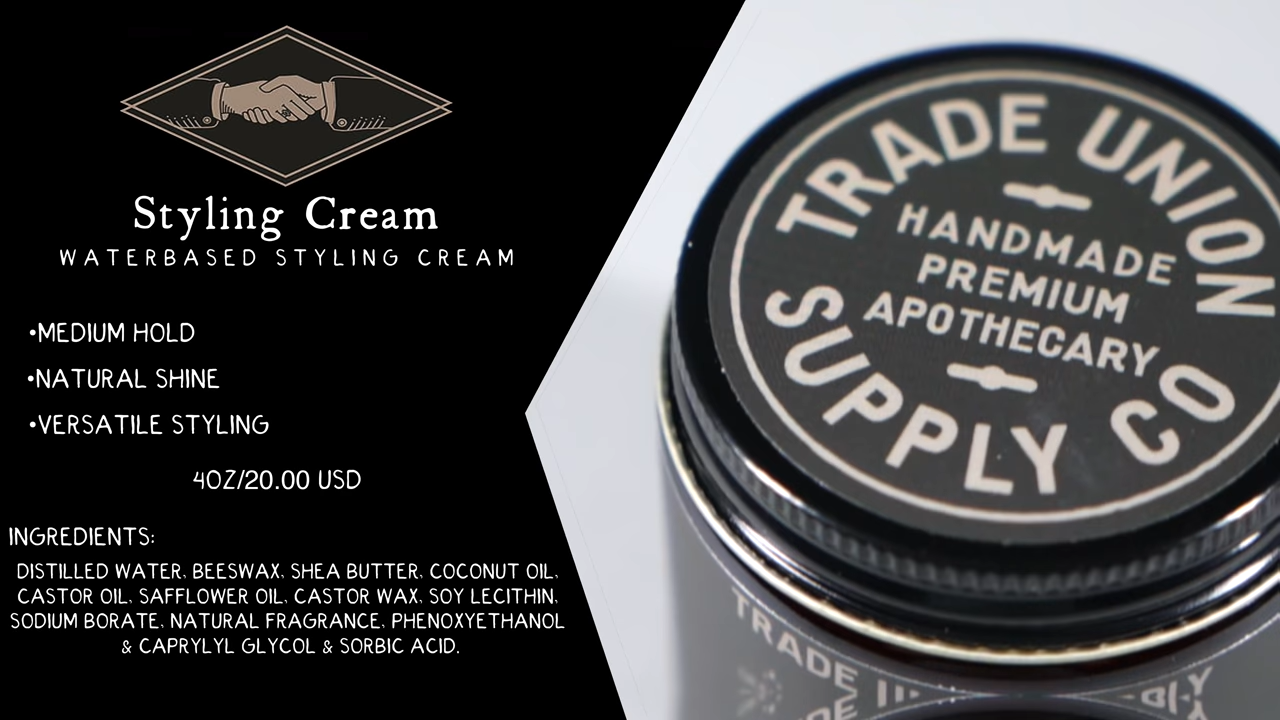 Styling Cream
WATERBASED STYLING CREAM
•MEDIUM HOLD
•NATURAL SHINE
•VERSATILE STYLING
4OZ/20.00 USD
INGREDIENTS:
DISTILLED WATER, BEESWAX, SHEA BUTTER, COCONUT OIL,
CASTOR OIL, SAFFLOWER OIL, CASTOR WAX, SOY LECITHIN,
SODIUM BORATE, NATURAL FRAGRANCE, PHENOXYETHANOL
& CAPRYLYL GLYCOL & SORBIC ACID.
TRADE UNION
HANDMADE
PREMIUM
APOTHECARY
SUPPLY CO
TRADE